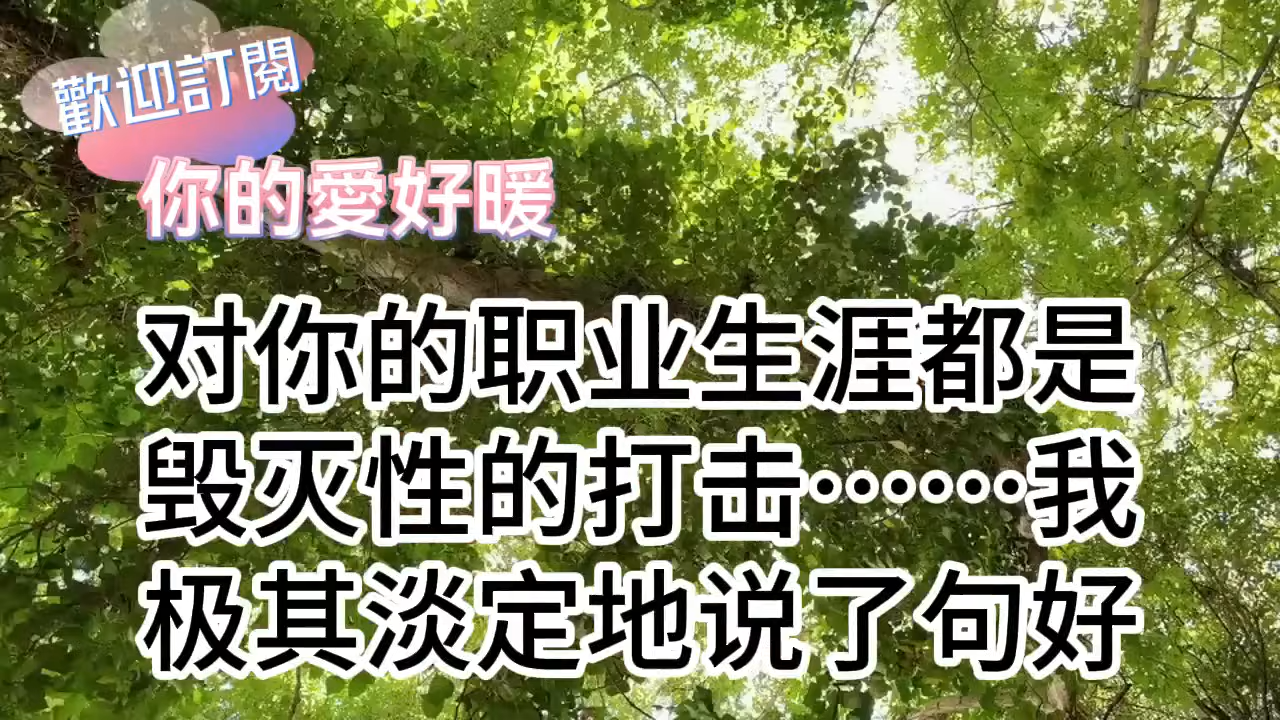 歡迎訂閱
你的愛好暖
对你的职业生涯都是
毁灭性的打击……我
极其淡定地说了句好